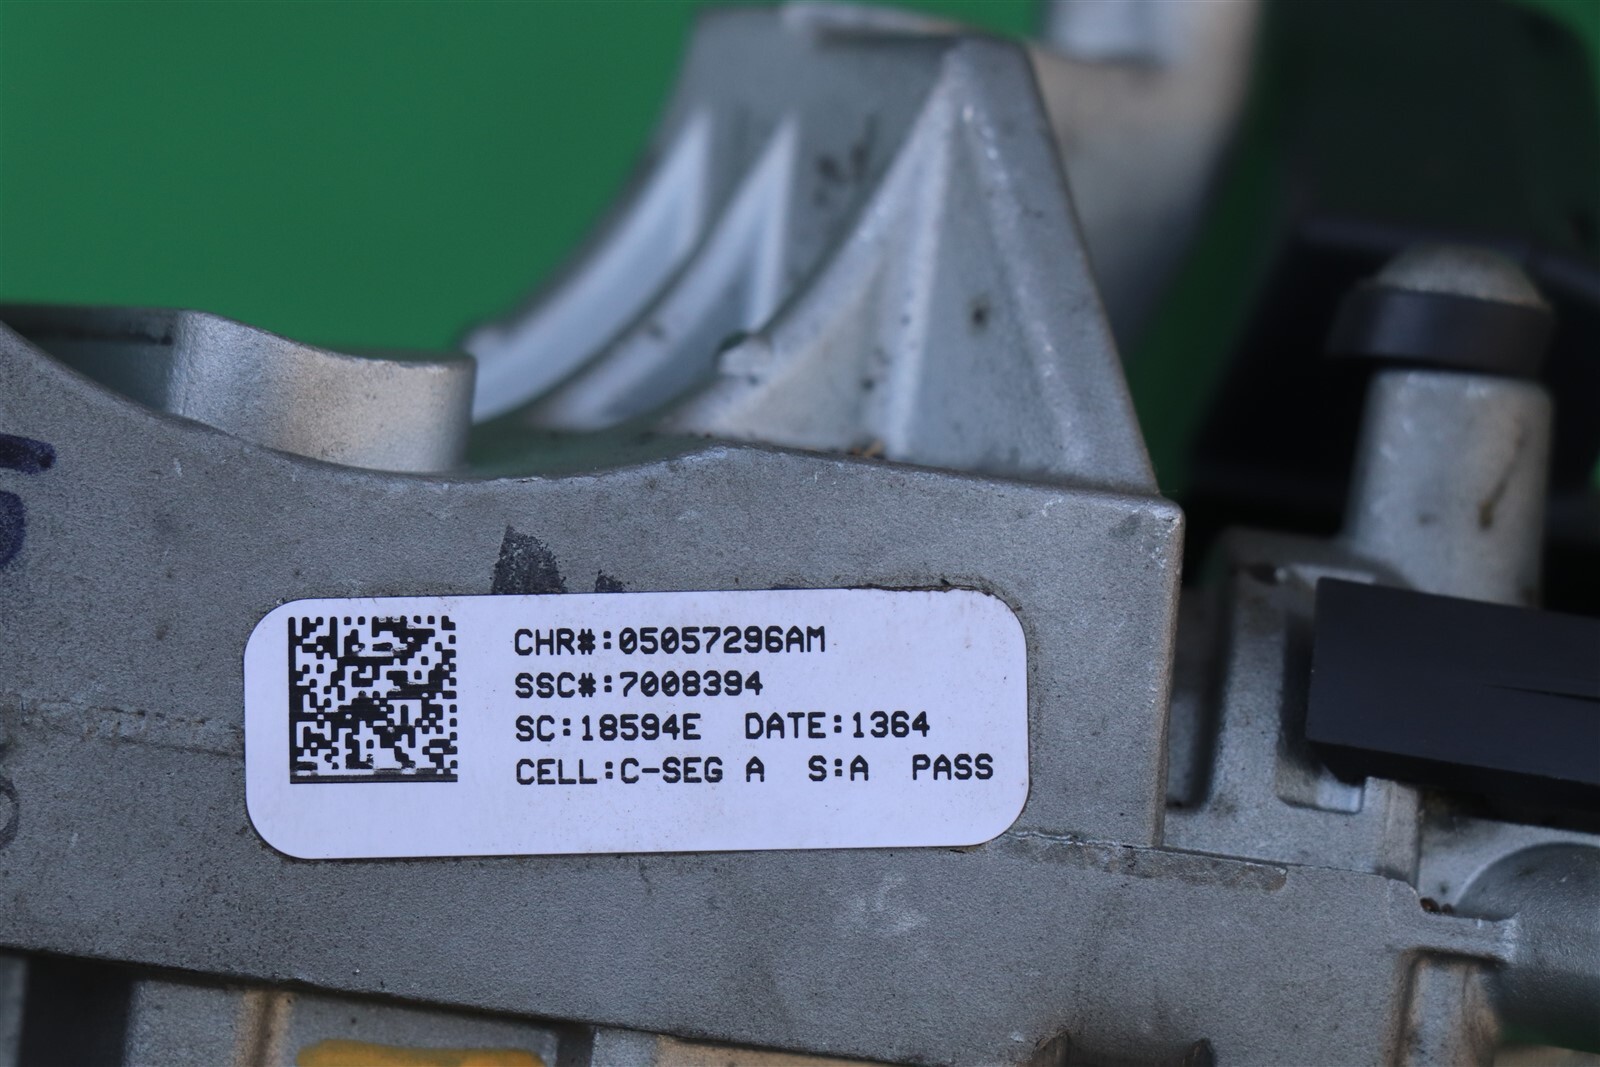 CHR#:05057296AM
SSC#:7008394
SC:18594E DATE:1364
CELL:C-SEG A S:A PASS